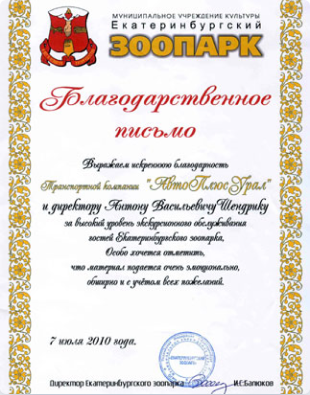 МУНИЦИПАЛЬНОЕ УЧРЕЖДЕНИЕ КУЛЬТУРЫ
Екатеринбургский
ЗООПАРК
Благодарственное
письмо
Выражаем искреннюю благодарность
Транспортной компании "АвтоПлюсУрал"
и директору Антону Васильевичу Шендрику
за высокий уровень экскурсионного обслуживания
гостей Екатеринбургского зоопарка,
Особо хочется отметить,
что материал подается очень эмоционально,
обширно и с учётом всех пожеланий.
7 июля 2010 года.
Директор Екатеринбургского зоопарка